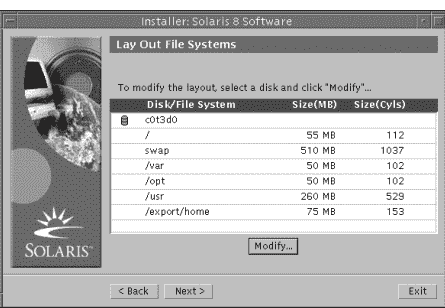 Installer: Solaris 8 Software
Lay Out File Systems
To modify the layout, select a disk and click "Modify"...
Disk/File System Size(MB) Size(Cyls)
c0t3d0
/ 55 MB 112
swap 510 MB 1037
/var 50 MB 102
/opt 50 MB 102
/usr 260 MB 529
/export/home 75 MB 153
Modify...
SOLARIS™
< Back Next > Exit